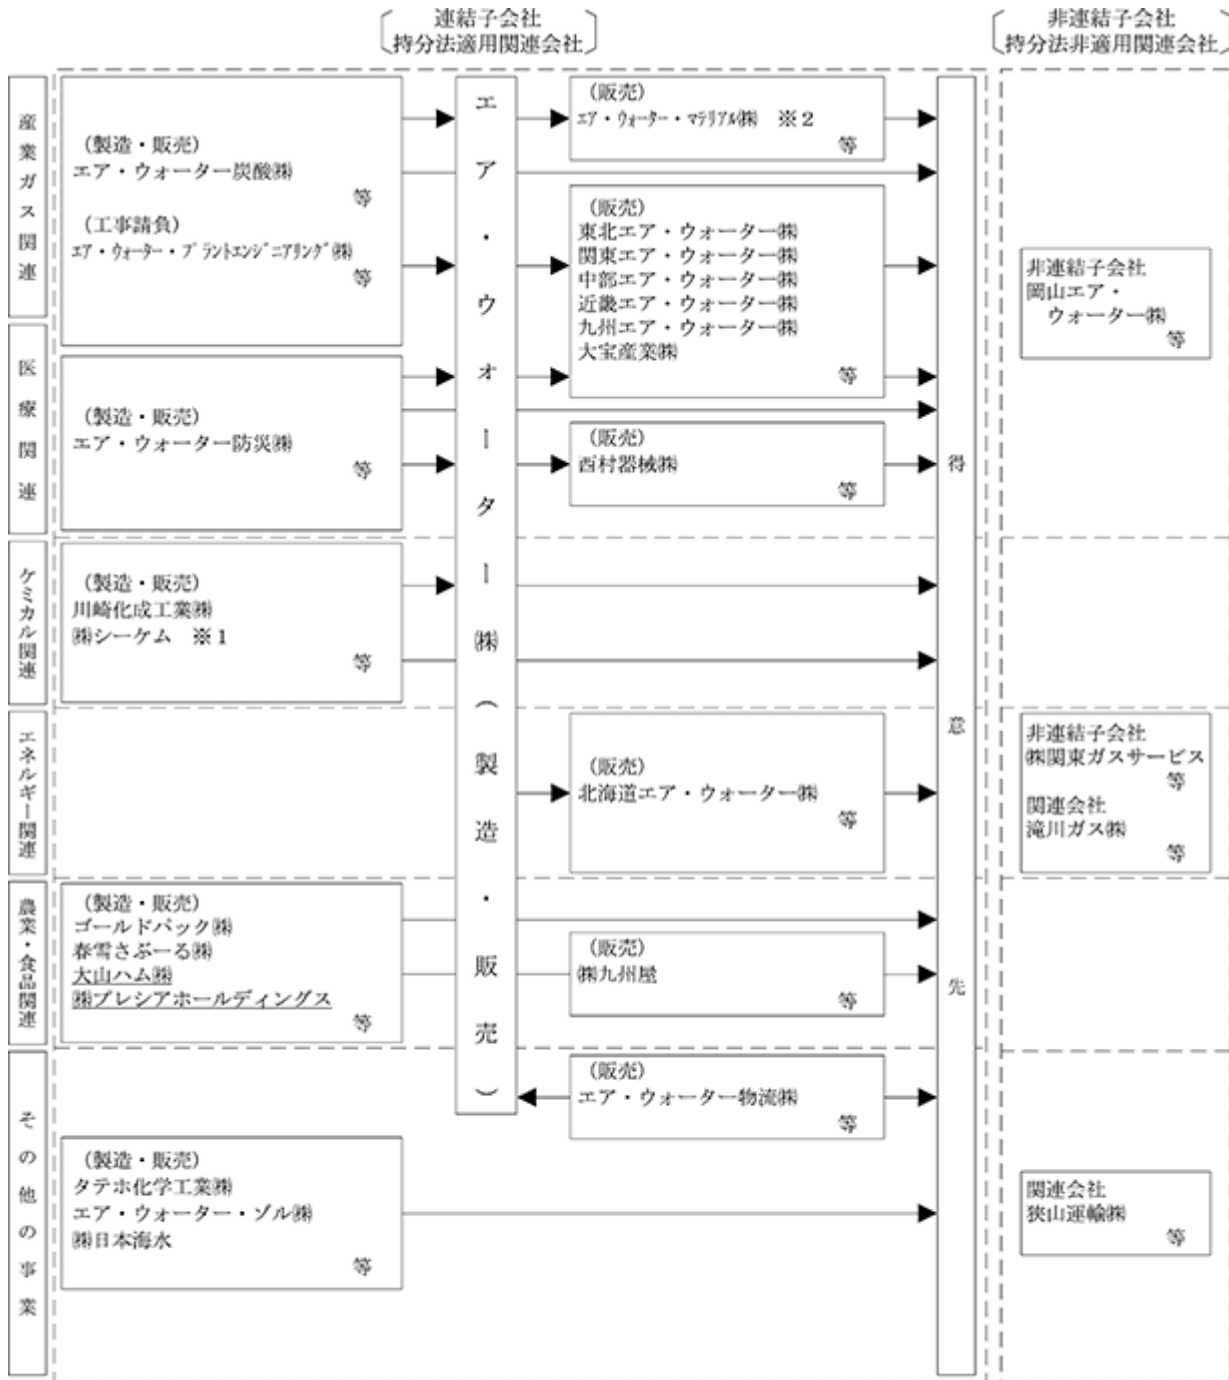 連結子会社
持分法適用関連会社
非連結子会社
持分法非適用関連会社
産業ガス関連
(製造・販売)
エア・ウォーター炭酸㈱
等
(工事請負)
ｴｱ・ｳｫｰﾀｰ・ﾌﾟﾗﾝﾄｴﾝｼﾞﾆｱﾘﾝｸﾞ㈱
等
エア・ウォーター㈱(製造・販売)
(販売)
ｴｱ・ｳｫｰﾀｰ・ﾏﾃﾘｱﾙ㈱ ※２
等
(販売)
東北エア・ウォーター㈱
関東エア・ウォーター㈱
中部エア・ウォーター㈱
近畿エア・ウォーター㈱
九州エア・ウォーター㈱
大宝産業㈱
等
得意先
非連結子会社
岡山エア・
ウォーター㈱
等
医療関連
(製造・販売)
エア・ウォーター防災㈱
等
(販売)
西村器械㈱
等
ケミカル関連
(製造・販売)
川崎化成工業㈱
㈱シーケム ※１
等
エネルギー関連
(販売)
北海道エア・ウォーター㈱
等
非連結子会社
㈱関東ガスサービス
等
関連会社
滝川ガス㈱
等
農業・食品関連
(製造・販売)
ゴールドパック㈱
春雪さぶーる㈱
大山ハム㈱
㈱プレシアホールディングス
等
(販売)
㈱九州屋
等
その他の事業
(販売)
エア・ウォーター物流㈱
等
(製造・販売)
タテホ化学工業㈱
エア・ウォーター・ゾル㈱
㈱日本海水
等
関連会社
狭山運輸㈱
等